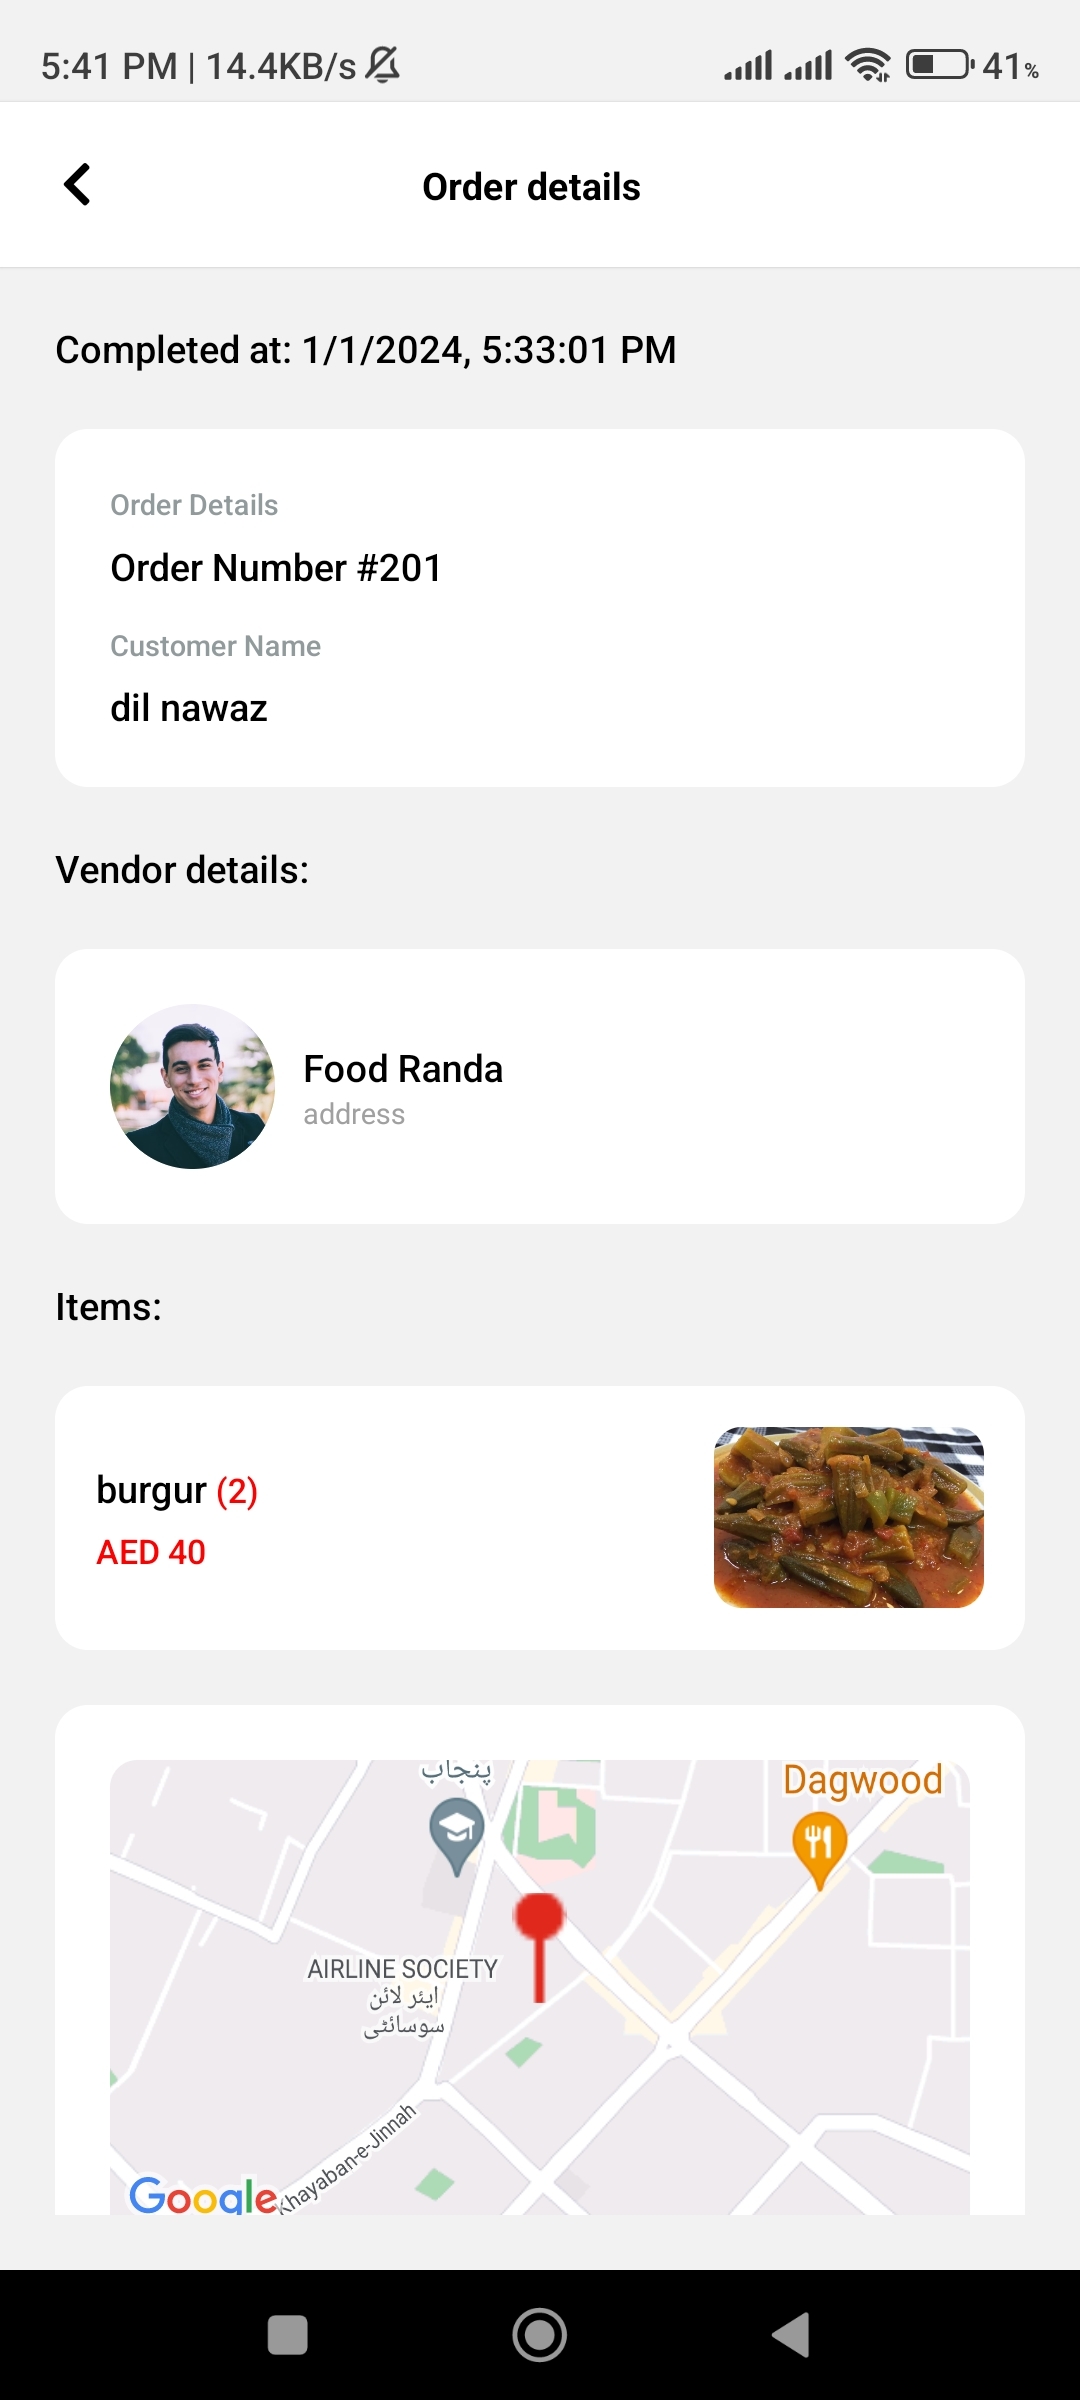 5:41 PM | 14.4KB/s
41%
Order details
Completed at: 1/1/2024, 5:33:01 PM
Order Details
Order Number #201
Customer Name
dil nawaz
Vendor details:
Food Randa
address
Items:
burgur (2)
AED 40
پنجاب
Dagwood
AIRLINE SOCIETY
ایئر لائن
سوسائٹی
Khayaban-e-Jinnah
Google